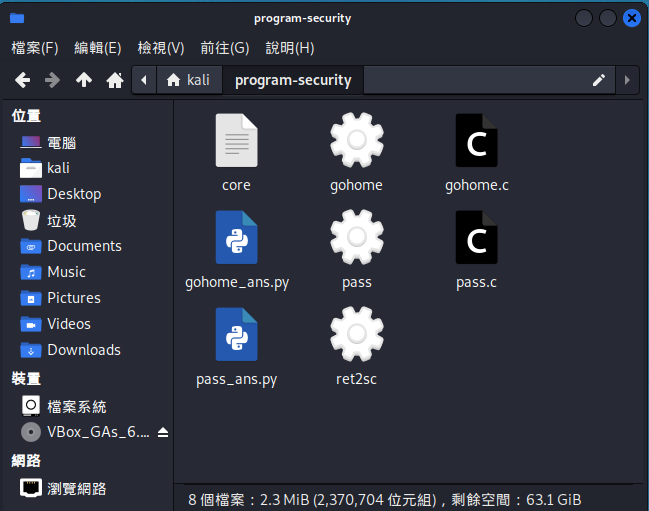 program-security
檔案(F) 編輯(E) 檢視(V) 前往(G) 說明(H)
kali program-security
位置
電腦
kali
Desktop
垃圾
Documents
Music
Pictures
Videos
Downloads
裝置
檔案系統
VBox_GAs_6....
網路
瀏覽網路
core gohome gohome.c
gohome_ans.py pass pass.c
pass_ans.py ret2sc
8 個檔案：2.3 MiB (2,370,704 位元組)，剩餘空間：63.1 GiB